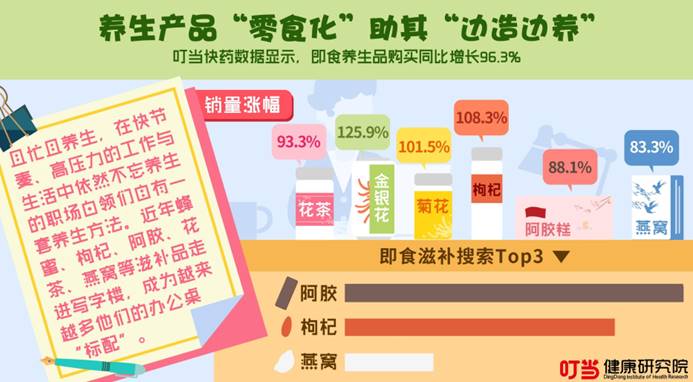 养生产品“零食化”助其“边造边养”
叮当快药数据显示，即食养生品购买同比增长96.3%
且忙且养生，在快节
奏、高压力的工作与
生活中依然不忘养生
的职场白领们自有一
套养生方法。近年蜂
蜜、枸杞、阿胶、花
茶、燕窝等滋补品走
进写字楼，成为越来
越多他们的办公桌
“标配”。
销量涨幅
93.3%
125.9%
101.5%
108.3%
88.1%
83.3%
花茶
金银花
菊花
枸杞
阿胶糕
燕窝
即食滋补搜索Top3
阿胶
枸杞
燕窝
叮当 健康研究院
DingDang Institute of Health Research